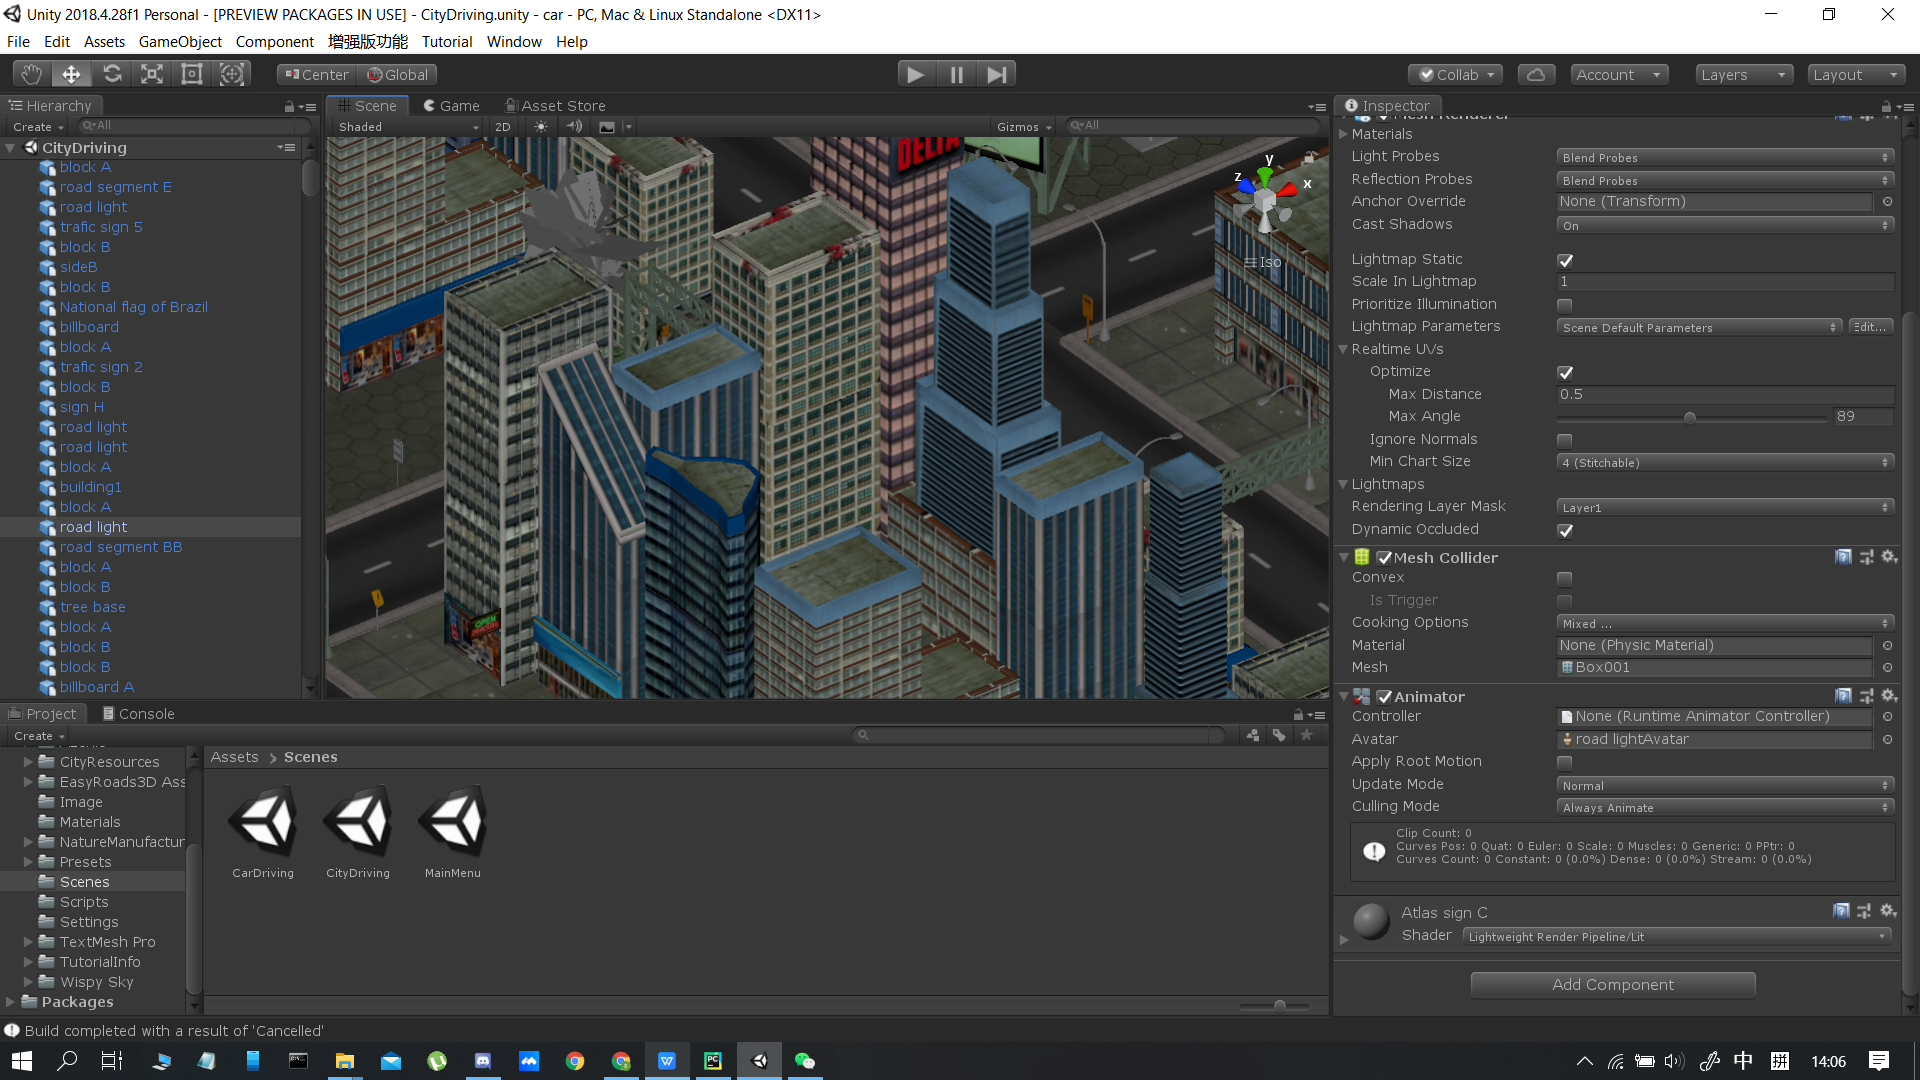 Unity 2018.4.28f1 Personal - [PREVIEW PACKAGES IN USE] - CityDriving.unity - car - PC, Mac & Linux Standalone <DX11>
File Edit Assets GameObject Component 增强版功能 Tutorial Window Help
Center Global
Collab Account Layers Layout
Hierarchy
Create All
CityDriving
block A
road segment E
road light
trafic sign 5
block B
sideB
block B
National flag of Brazil
billboard
block A
trafic sign 2
block B
sign H
road light
road light
block A
building1
block A
road light
road segment BB
block A
block B
tree base
block A
block B
block B
billboard A
Scene Game Asset Store
Shaded 2D Gizmos All
DELTA
y
z x
Iso
OPEN
Inspector
Mesh Renderer
Materials
Light Probes Blend Probes
Reflection Probes Blend Probes
Anchor Override None (Transform)
Cast Shadows On
Lightmap Static
Scale In Lightmap 1
Prioritize Illumination
Lightmap Parameters Scene Default Parameters Edit...
Realtime UVs
Optimize
Max Distance 0.5
Max Angle 89
Ignore Normals
Min Chart Size 4 (Stitchable)
Lightmaps
Rendering Layer Mask Layer1
Dynamic Occluded
Mesh Collider
Convex
Is Trigger
Cooking Options Mixed ...
Material None (Physic Material)
Mesh Box001
Animator
Controller None (Runtime Animator Controller)
Avatar road lightAvatar
Apply Root Motion
Update Mode Normal
Culling Mode Always Animate
Clip Count: 0
Curves Pos: 0 Quat: 0 Euler: 0 Scale: 0 Muscles: 0 Generic: 0 PPtr: 0
Curves Count: 0 Constant: 0 (0.0%) Dense: 0 (0.0%) Stream: 0 (0.0%)
Atlas sign C
Shader Lightweight Render Pipeline/Lit
Add Component
Project Console
Create
CityResources
EasyRoads3D Ass
Image
Materials
NatureManufactur
Presets
Scenes
Scripts
Settings
TextMesh Pro
TutorialInfo
Wispy Sky
Packages
Assets > Scenes
CarDriving CityDriving MainMenu
Build completed with a result of 'Cancelled'
中 拼 14:06